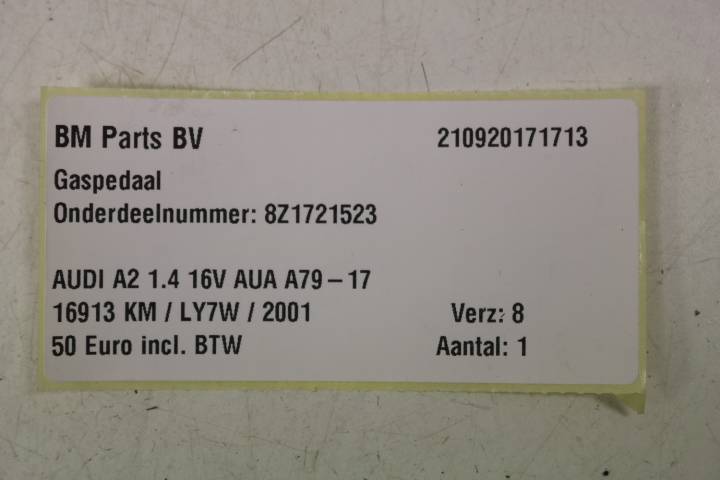 BM Parts BV 210920171713
Gaspedaal
Onderdeelnummer: 8Z1721523
AUDI A2 1.4 16V AUA A79-17
16913 KM / LY7W / 2001 Verz: 8
50 Euro incl. BTW Aantal: 1